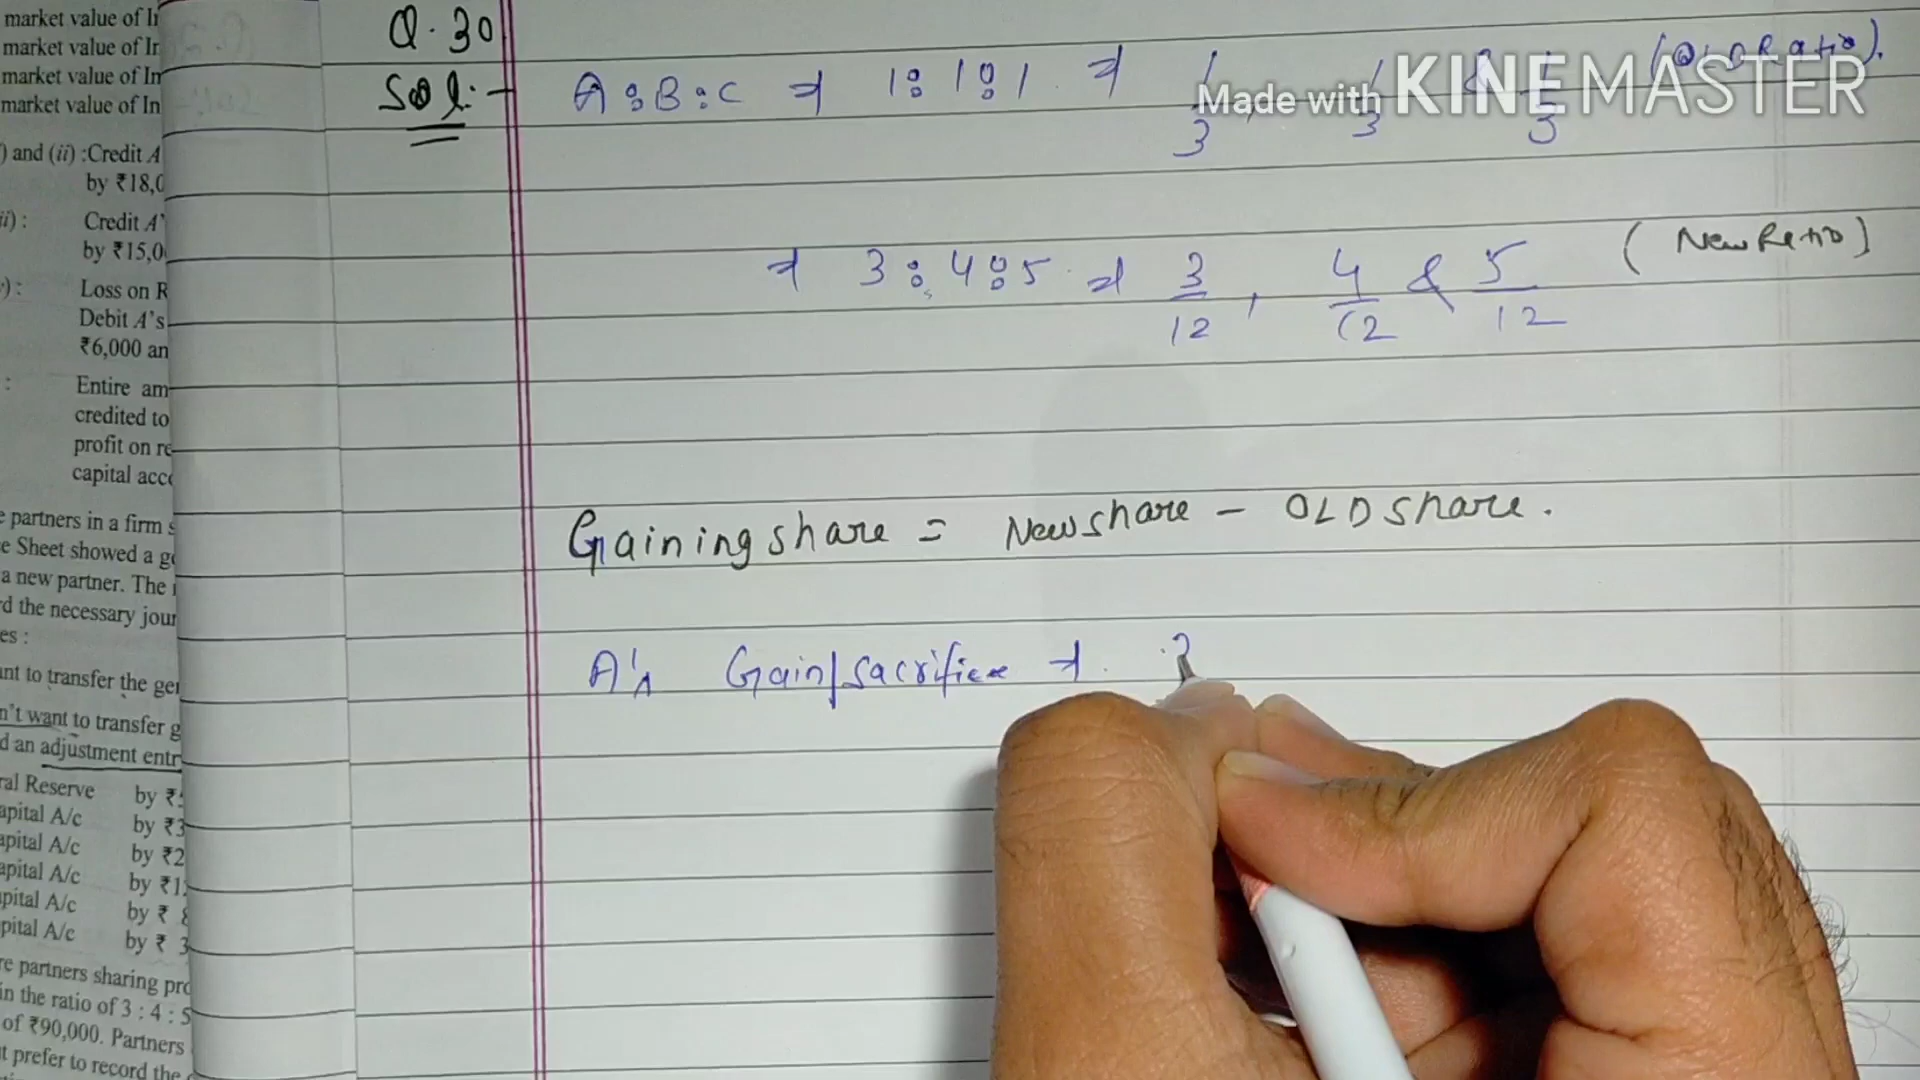 market value of In
market value of In
market value of In
market value of In
) and (ii) : Credit A
by ₹18,0
ii) : Credit A'
by ₹15,0
) : Loss on R
Debit A's
₹6,000 an
: Entire am
credited to
profit on re
capital acc
e partners in a firm s
e Sheet showed a ge
a new partner. The
d the necessary jour
es :
nt to transfer the gen
n't want to transfer g
d an adjustment entr
ral Reserve by ₹
apital A/c by ₹3
apital A/c by ₹2
apital A/c by ₹1
pital A/c by ₹ 8
pital A/c by ₹ 3
re partners sharing pro
in the ratio of 3 : 4 : 5
of ₹90,000. Partners
t prefer to record the
Q. 30
Sol:- A:B:C ⇒ 1:1:1 ⇒ 1/3, 1/3 & 1/3 (OLD Ratio).
Made with KINEMASTER
⇒ 3:4:5 ⇒ 3/12, 4/12 & 5/12 (New Ratio)
Gaining share = New share - OLD share.
A's Gain/sacrifice ⇒